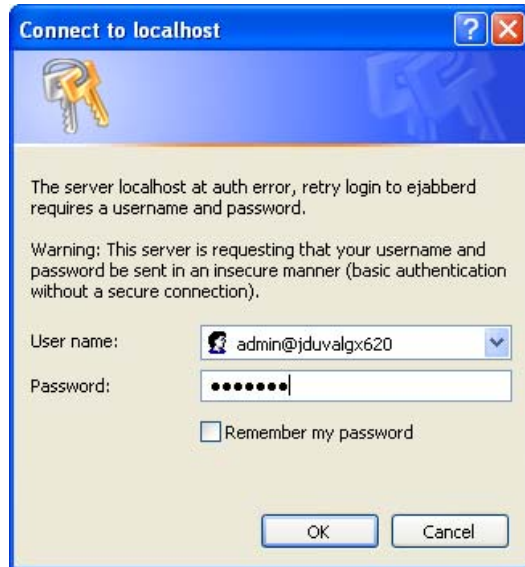 Connect to localhost
The server localhost at auth error, retry login to ejabberd
requires a username and password.
Warning: This server is requesting that your username and
password be sent in an insecure manner (basic authentication
without a secure connection).
User name:
admin@jduvalgx620
Password:
●●●●●●●
Remember my password
OK
Cancel